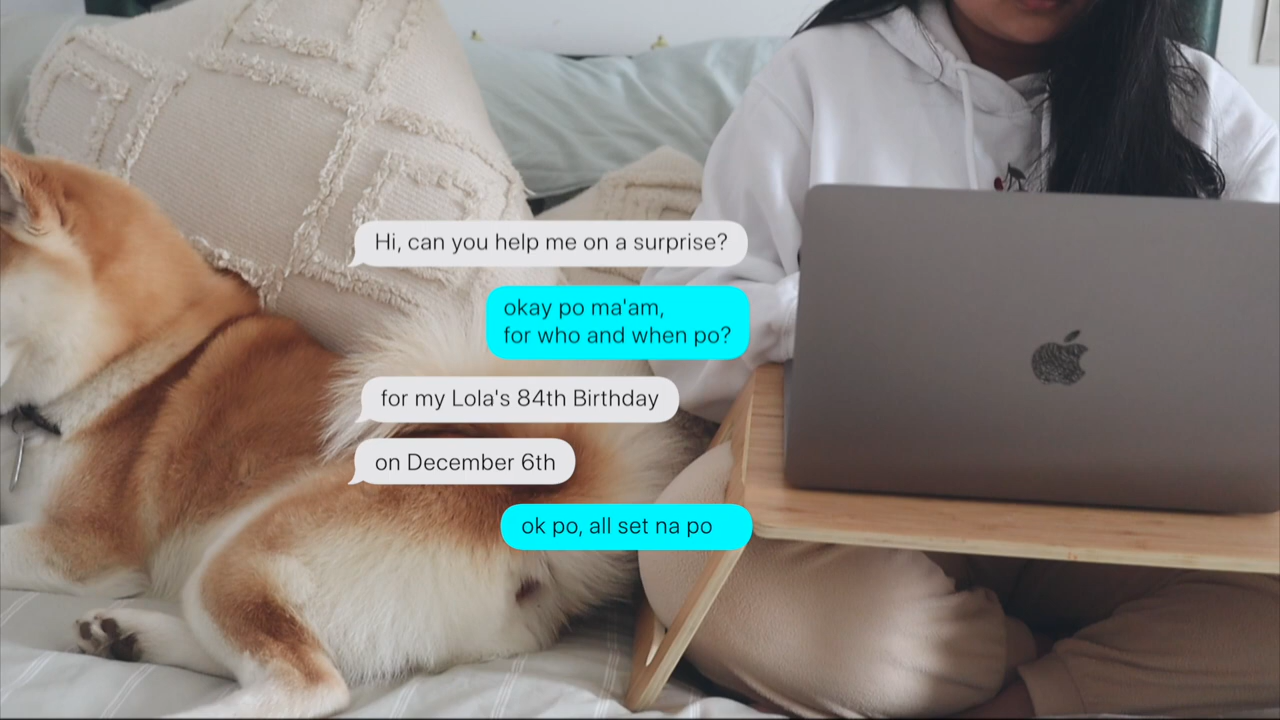 Hi, can you help me on a surprise?
okay po ma'am,
for who and when po?
for my Lola's 84th Birthday
on December 6th
ok po, all set na po